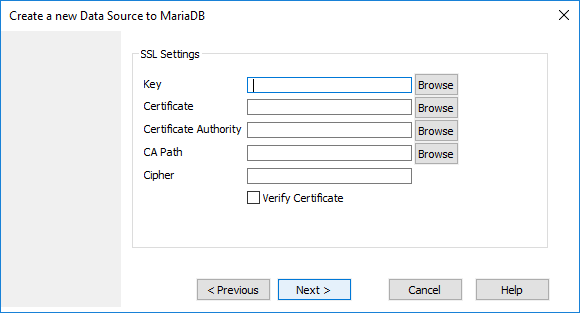 Create a new Data Source to MariaDB
SSL Settings
Key Browse
Certificate Browse
Certificate Authority Browse
CA Path Browse
Cipher
Verify Certificate
< Previous Next > Cancel Help